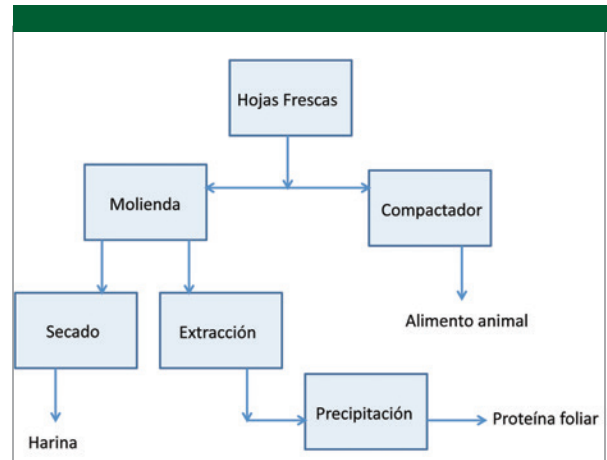 Hojas Frescas
Molienda
Compactador
Secado
Extracción
Alimento animal
Precipitación
Proteína foliar
Harina